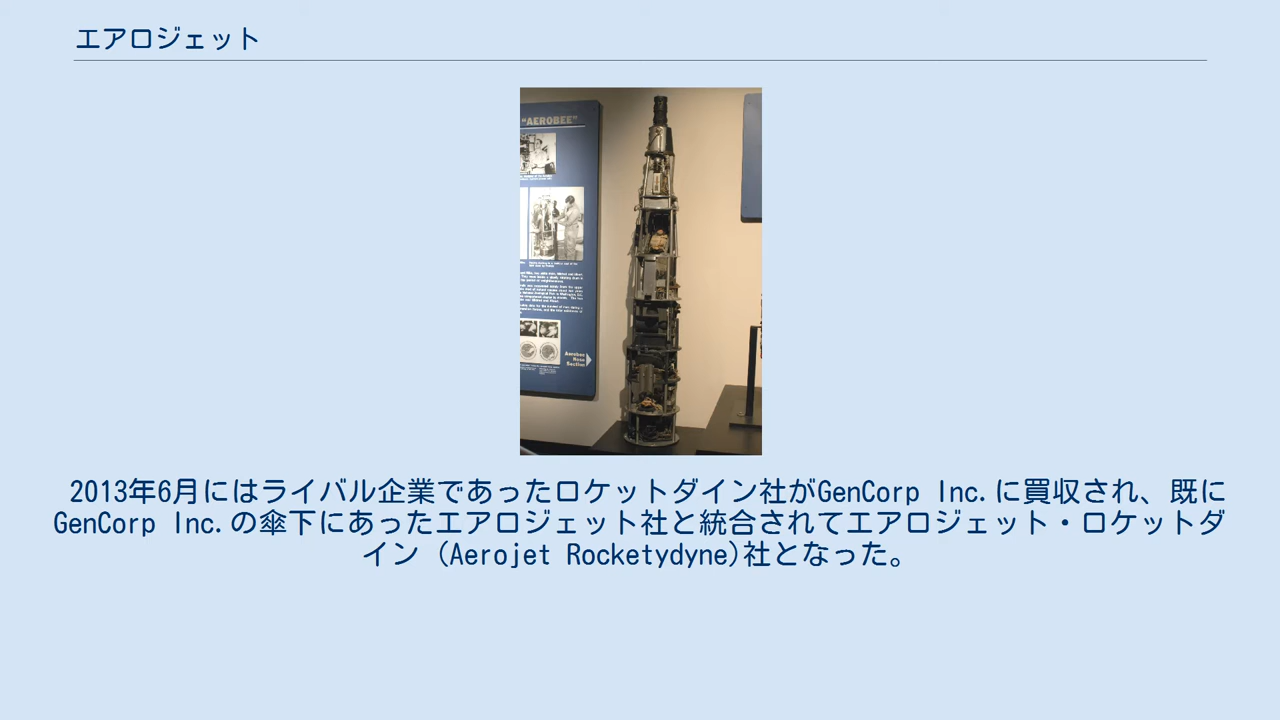 エアロジェット
"AEROBEE"
Aerobee
Nose
Section
2013年6月にはライバル企業であったロケットダイン社がGenCorp Inc.に買収され、既に
GenCorp Inc.の傘下にあったエアロジェット社と統合されてエアロジェット・ロケットダ
イン (Aerojet Rocketydyne)社となった。